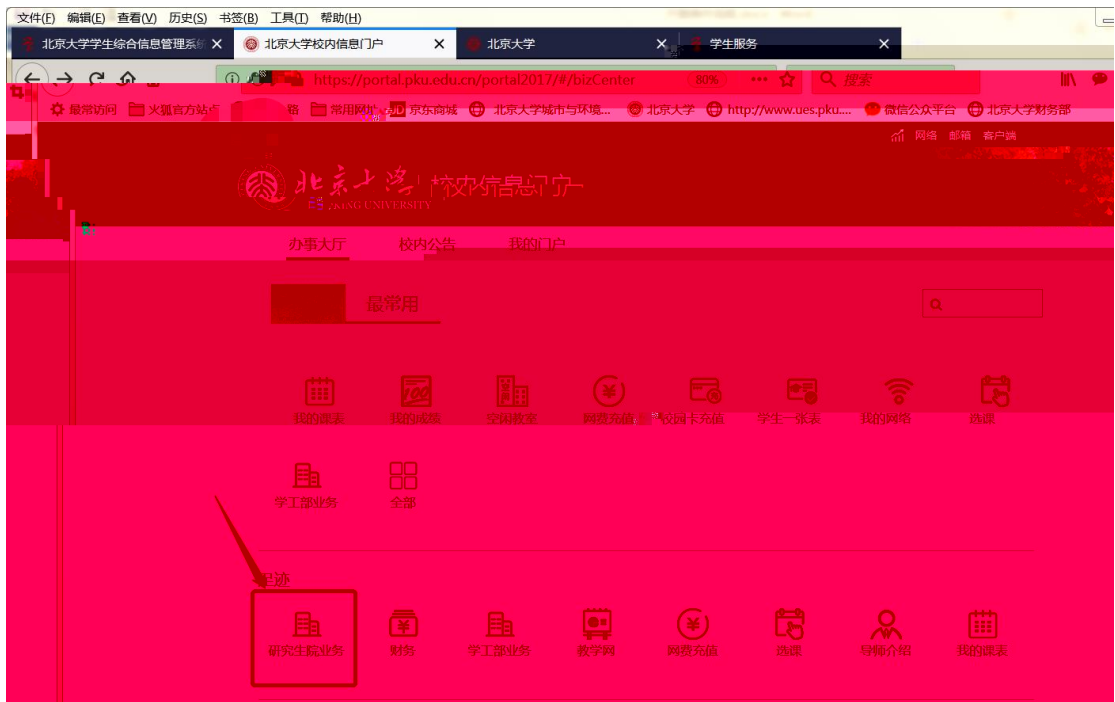 文件(F) 编辑(E) 查看(V) 历史(S) 书签(B) 工具(T) 帮助(H)
北京大学学生综合信息管理系统 北京大学校内信息门户 北京大学 学生服务
https://portal.pku.edu.cn/portal2017/#/bizCenter 80% 搜索
最常访问 火狐官方站点 常用网址 京东商城 北京大学城市与环境... 北京大学 http://www.ues.pku.... 微信公众平台 北京大学财务部
网络 邮箱 客户端
北京大学 校内信息门户
PEKING UNIVERSITY
办事大厅 校内公告 我的门户
最常用
我的课表 我的成绩 空闲教室 网费充值 校园卡充值 学生一张表 我的网络 选课
学工部业务 全部
足迹
研究生院业务 财务 学工部业务 教学网 网费充值 选课 导师介绍 我的课表